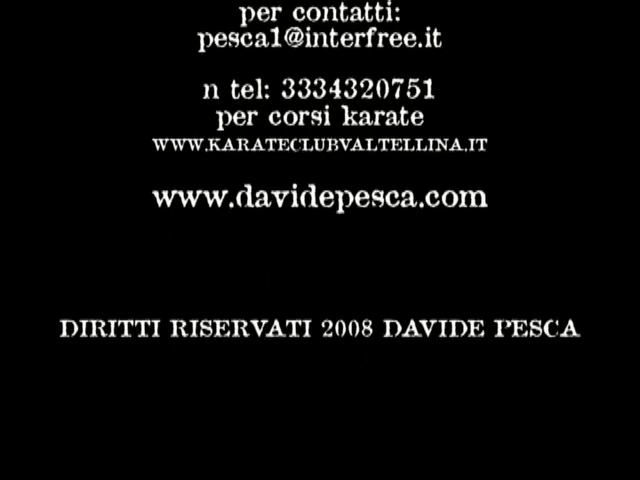 per contatti:
pesca1@interfree.it
n tel: 3334320751
per corsi karate
WWW.KARATECLUBVALTELLINA.IT
www.davidepesca.com
DIRITTI RISERVATI 2008 DAVIDE PESCA